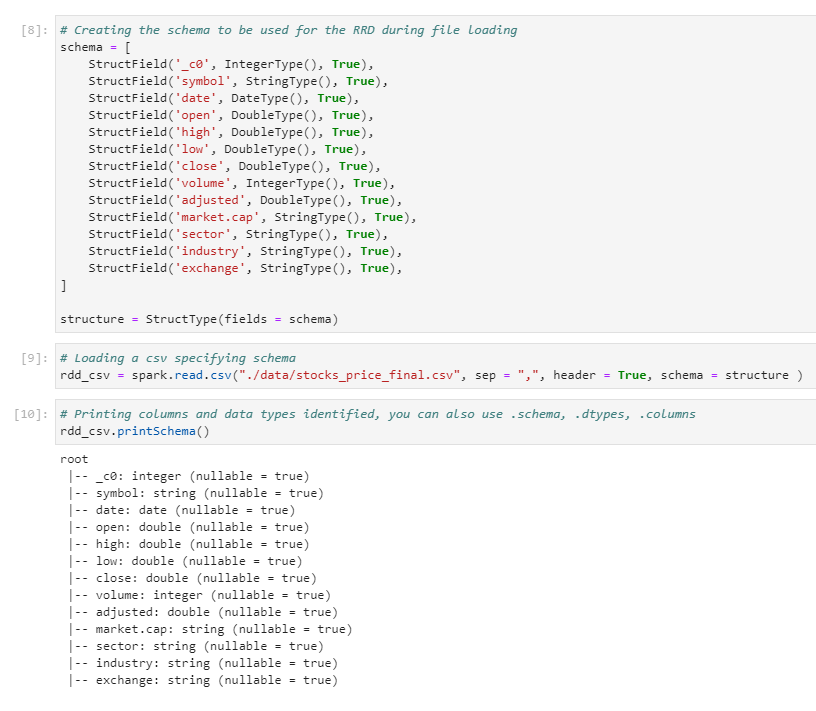 [8]: # Creating the schema to be used for the RRD during file loading
schema = [
    StructField('_c0', IntegerType(), True),
    StructField('symbol', StringType(), True),
    StructField('date', DateType(), True),
    StructField('open', DoubleType(), True),
    StructField('high', DoubleType(), True),
    StructField('low', DoubleType(), True),
    StructField('close', DoubleType(), True),
    StructField('volume', IntegerType(), True),
    StructField('adjusted', DoubleType(), True),
    StructField('market.cap', StringType(), True),
    StructField('sector', StringType(), True),
    StructField('industry', StringType(), True),
    StructField('exchange', StringType(), True),
]
structure = StructType(fields = schema)
[9]: # Loading a csv specifying schema
rdd_csv = spark.read.csv("./data/stocks_price_final.csv", sep = ",", header = True, schema = structure )
[10]: # Printing columns and data types identified, you can also use .schema, .dtypes, .columns
rdd_csv.printSchema()
root
 |-- _c0: integer (nullable = true)
 |-- symbol: string (nullable = true)
 |-- date: date (nullable = true)
 |-- open: double (nullable = true)
 |-- high: double (nullable = true)
 |-- low: double (nullable = true)
 |-- close: double (nullable = true)
 |-- volume: integer (nullable = true)
 |-- adjusted: double (nullable = true)
 |-- market.cap: string (nullable = true)
 |-- sector: string (nullable = true)
 |-- industry: string (nullable = true)
 |-- exchange: string (nullable = true)